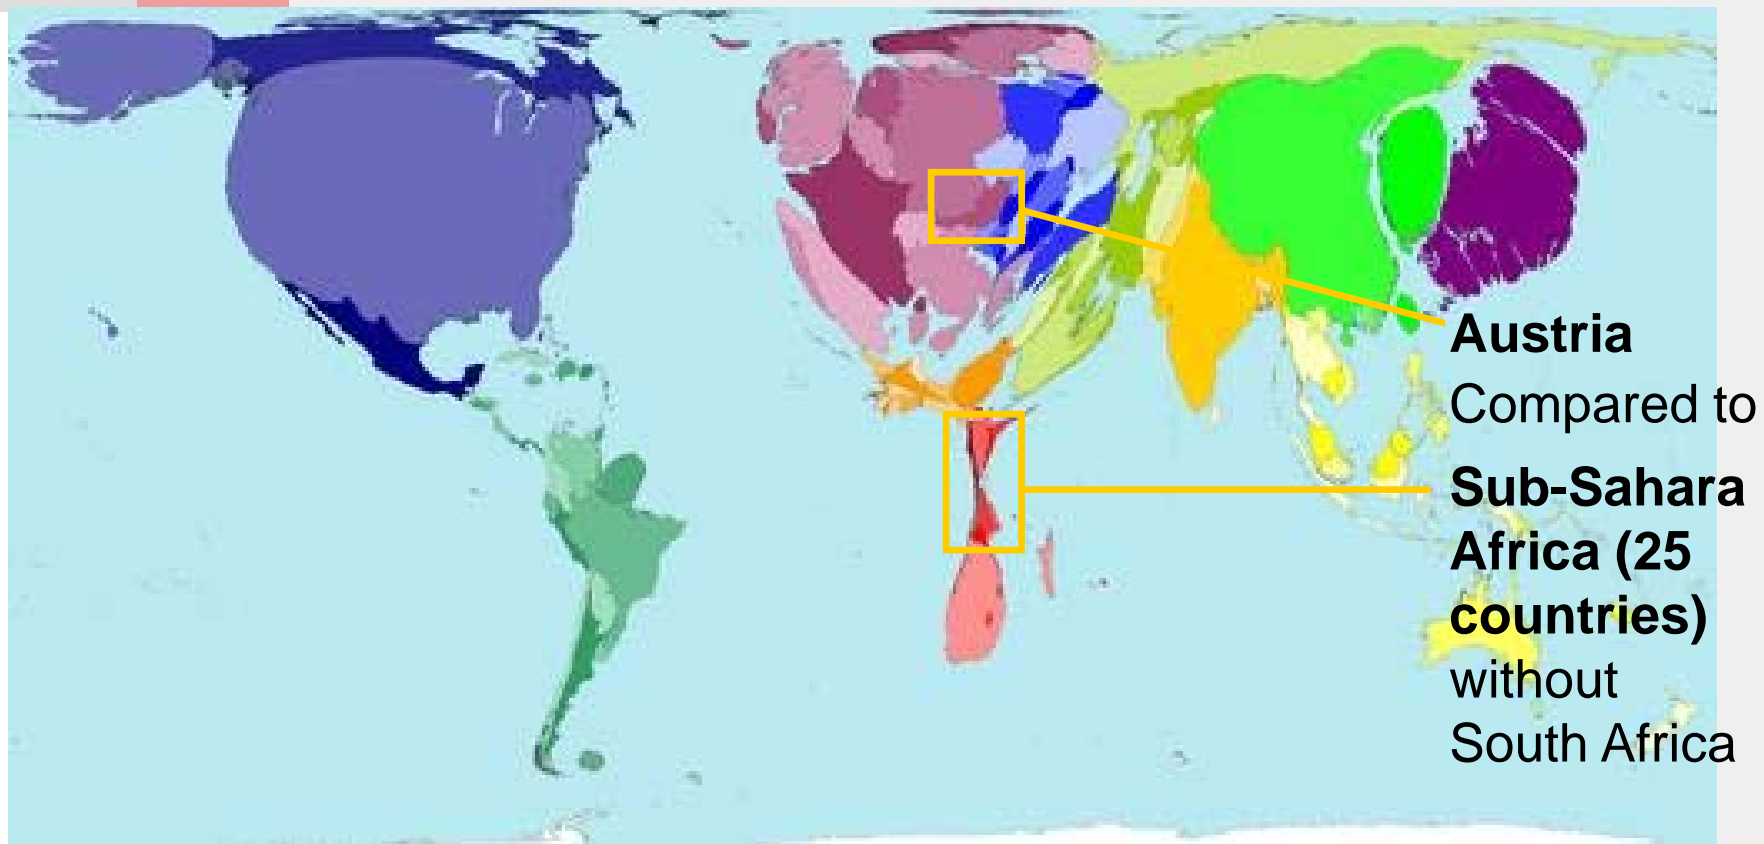 Austria
Compared to
Sub-Sahara
Africa (25
countries)
without
South Africa